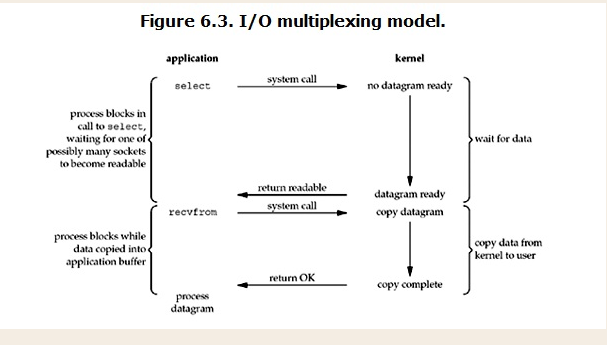 Figure 6.3. I/O multiplexing model.
application
kernel
select
system call
no datagram ready
process blocks in
call to select,
waiting for one of
possibly many sockets
to become readable
wait for data
return readable
datagram ready
recvfrom
system call
copy datagram
process blocks while
data copied into
application buffer
copy data from
kernel to user
return OK
copy complete
process
datagram